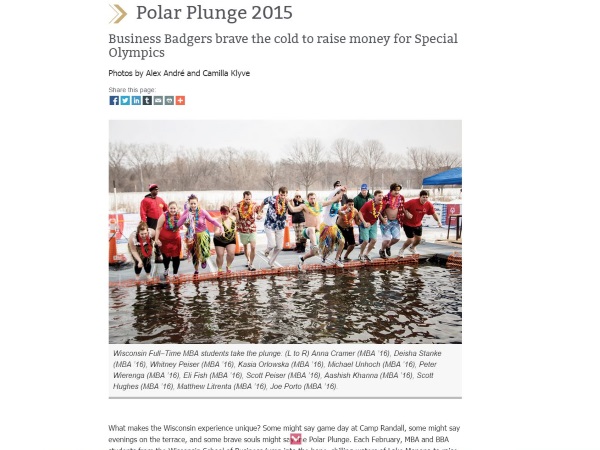 Polar Plunge 2015
Business Badgers brave the cold to raise money for Special
Olympics
Photos by Alex André and Camilla Klyve
Share this page:
Wisconsin Full-Time MBA students take the plunge. (L to R) Anna Cramer (MBA '16), Deisha Stanke
(MBA '16), Whitney Peiser (MBA '16), Kasia Orlowska (MBA '16), Michael Unhoch (MBA '16), Peter
Wierenga (MBA '16), Eli Fish (MBA '16), Scott Peiser (MBA '16), Aashish Khanna (MBA '16), Scott
Hughes (MBA '16), Matthew Litrenta (MBA '16), Joe Porto (MBA '16).
What makes the Wisconsin experience unique? Some might say game day at Camp Randall, some might say
evenings on the terrace, and some brave souls might Polar Plunge. Each February, MBA and BBA